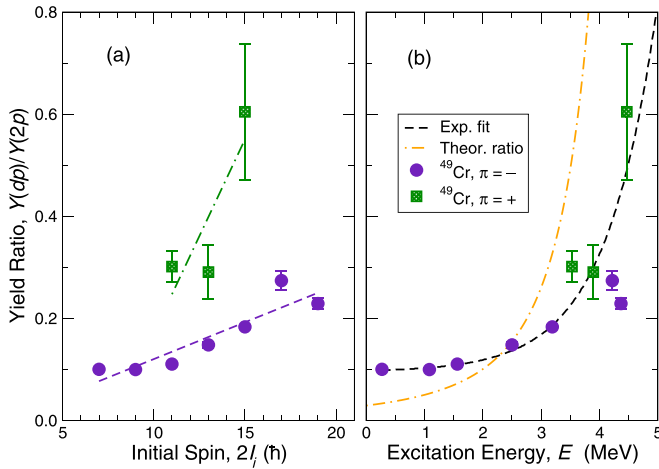 0.8
0.6
0.4
0.2
0.0
Yield Ratio, Y(dp)/Y(2p)
(a)
(b)
Exp. fit
Theor. ratio
⁴⁹Cr, π = −
⁴⁹Cr, π = +
5 10 15 20
0 1 2 3 4 5
Initial Spin, 2Iᵢ (ħ)
Excitation Energy, E (MeV)